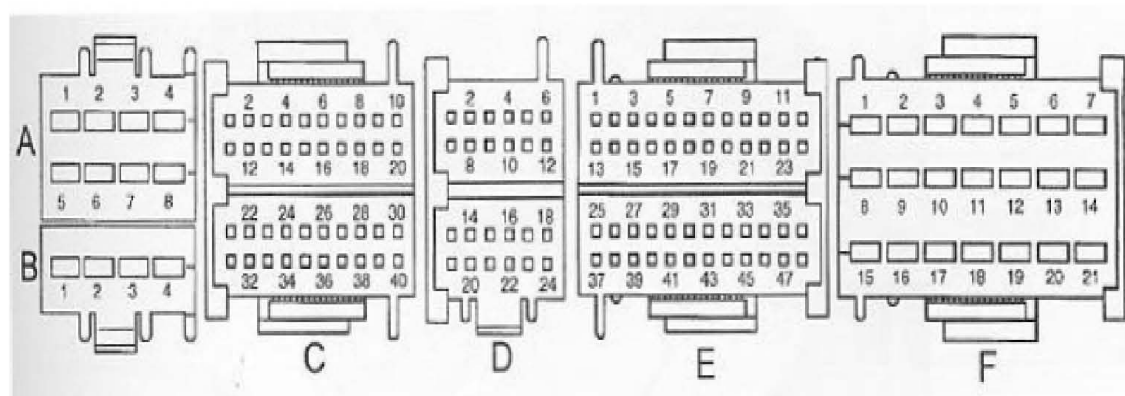 1 2 3 4
A
5 6 7 8
B
1 2 3 4
2 4 6 8 10
12 14 16 18 20
22 24 26 28 30
32 34 36 38 40
C
2 4 6
8 10 12
14 16 18
20 22 24
D
1 3 5 7 9 11
13 15 17 19 21 23
25 27 29 31 33 35
37 39 41 43 45 47
E
1 2 3 4 5 6 7
8 9 10 11 12 13 14
15 16 17 18 19 20 21
F